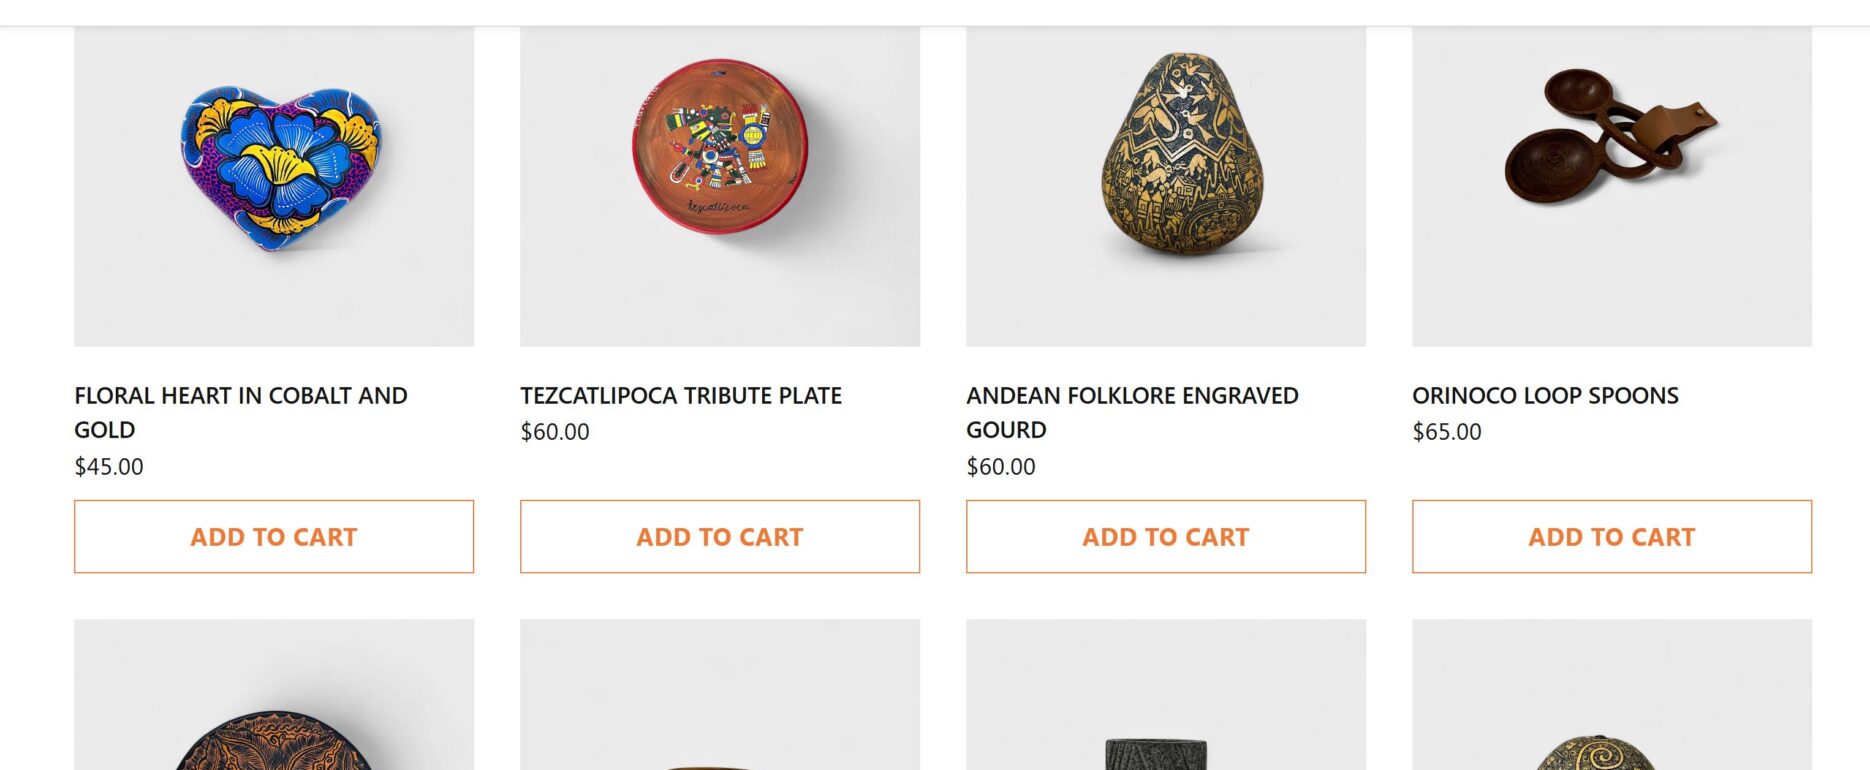 tezcatlipoca
FLORAL HEART IN COBALT AND
GOLD
$45.00
ADD TO CART
TEZCATLIPOCA TRIBUTE PLATE
$60.00
ADD TO CART
ANDEAN FOLKLORE ENGRAVED
GOURD
$60.00
ADD TO CART
ORINOCO LOOP SPOONS
$65.00
ADD TO CART